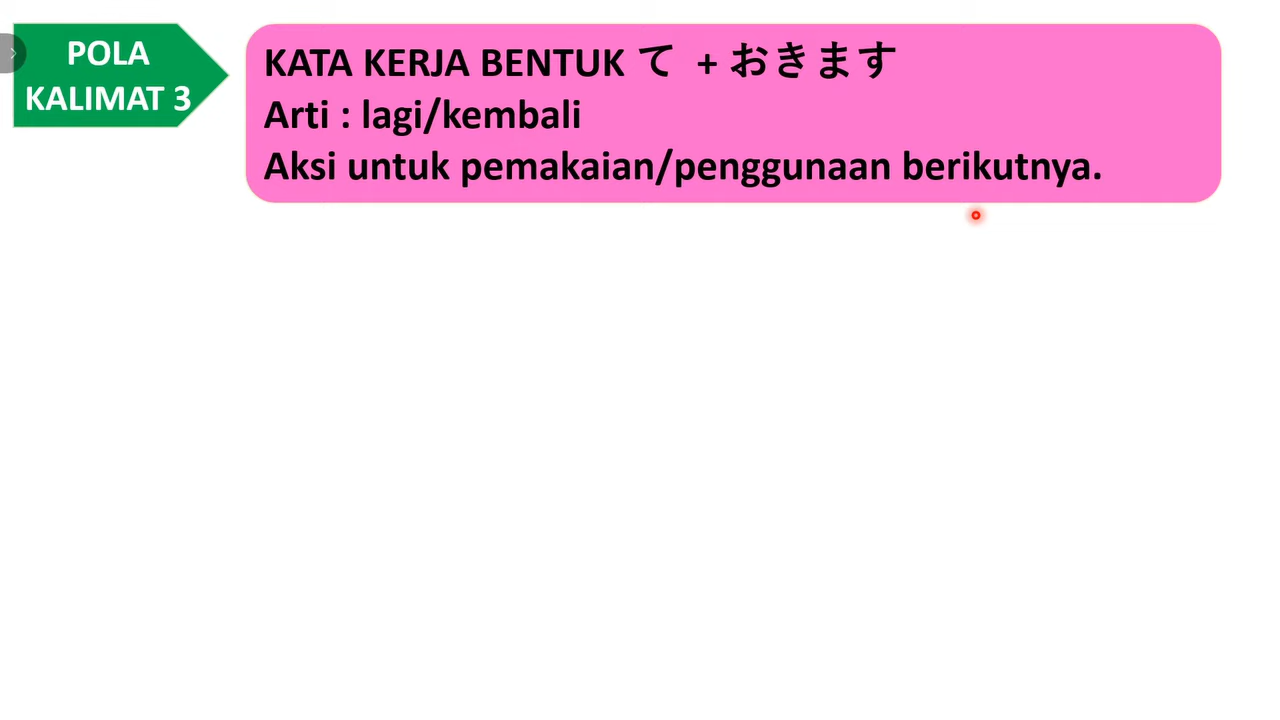 POLA
KALIMAT 3
KATA KERJA BENTUK て + おきます
Arti : lagi/kembali
Aksi untuk pemakaian/penggunaan berikutnya.